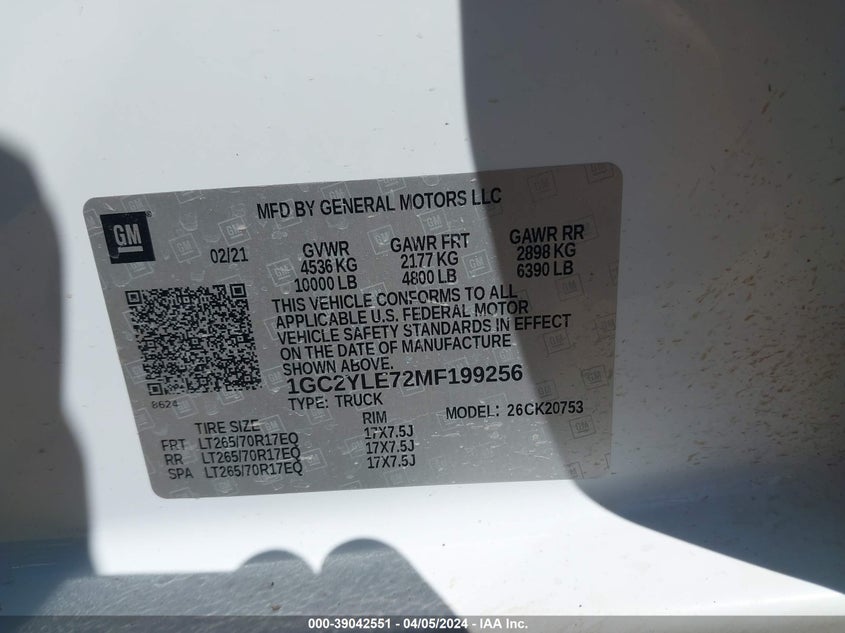 MFD BY GENERAL MOTORS LLC
GM
®
02/21
GVWR
4536 KG
10000 LB
GAWR FRT
2177 KG
4800 LB
GAWR RR
2898 KG
6390 LB
THIS VEHICLE CONFORMS TO ALL
APPLICABLE U.S. FEDERAL MOTOR
VEHICLE SAFETY STANDARDS IN EFFECT
ON THE DATE OF MANUFACTURE.
SHOWN ABOVE.
1GC2YLE72MF199256
8624
TYPE: TRUCK
MODEL: 26CK20753
TIRE SIZE
RIM
FRT LT265/70R17EQ 17X7.5J
RR LT265/70R17EQ 17X7.5J
SPA LT265/70R17EQ 17X7.5J
000-39042551 - 04/05/2024 - IAA Inc.